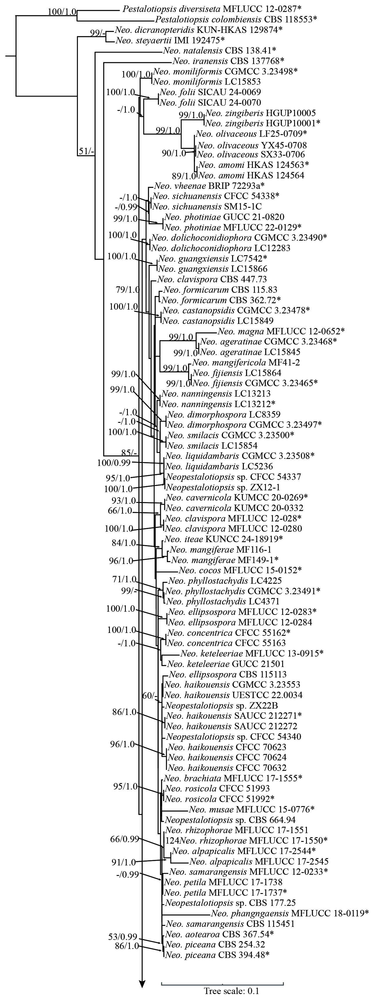 Pestalotiopsis diversiseta MFLUCC 12-0287*
100/1.0
Pestalotiopsis colombiensis CBS 118553*
Neo. dicranopteridis KUN-HKAS 129874*
99/-
Neo. steyaertii IMI 192475*
Neo. natalensis CBS 138.41*
Neo. iranensis CBS 137768*
Neo. moniliformis CGMCC 3.23498*
100/1.0
Neo. moniliformis LC15853
100/1.0
Neo. folii SICAU 24-0069
Neo. folii SICAU 24-0070
-/1.0
Neo. zingiberis HGUP10005
99/1.0
Neo. zingiberis HGUP10001*
99/1.0
Neo. olivaceous LF25-0709*
Neo. olivaceous YX45-0708
51/-
90/1.0
Neo. olivaceous SX33-0706
Neo. amomi HKAS 124563*
89/1.0
Neo. amomi HKAS 124564
Neo. vheenae BRIP 72293a*
-/1.0
Neo. sichuanensis CFCC 54338*
-/0.99
Neo. sichuanensis SM15-1C
99/1.0
Neo. photiniae GUCC 21-0820
Neo. photiniae MFLUCC 22-0129*
100/1.0
Neo. dolichoconidiophora CGMCC 3.23490*
Neo. dolichoconidiophora LC12283
100/1.0
Neo. guangxiensis LC7542*
Neo. guangxiensis LC15866
Neo. clavispora CBS 447.73
79/1.0
Neo. formicarum CBS 115.83
Neo. formicarum CBS 362.72*
100/1.0
Neo. castanopsidis CGMCC 3.23478*
Neo. castanopsidis LC15849
Neo. magna MFLUCC 12-0652*
99/1.0
Neo. ageratinae CGMCC 3.23468*
99/1.0
Neo. ageratinae LC15845
Neo. mangifericola MF41-2
99/1.0
Neo. fijiensis LC15864
99/1.0
99/1.0
Neo. fijiensis CGMCC 3.23465*
99/1.0
Neo. nanningensis LC13213
Neo. nanningensis LC13212*
-/1.0
Neo. dimorphospora LC8359
-/1.0
Neo. dimorphospora CGMCC 3.23497*
100/1.0
Neo. smilacis CGMCC 3.23500*
Neo. smilacis LC15854
85/-
Neo. liquidambaris CGMCC 3.23508*
100/0.99
Neo. liquidambaris LC5236
95/1.0
Neopestalotiopsis sp. CFCC 54337
100/1.0
Neopestalotiopsis sp. ZX12-1
93/1.0
Neo. cavernicola KUMCC 20-0269*
66/1.0
Neo. cavernicola KUMCC 20-0332
Neo. clavispora MFLUCC 12-028*
100/1.0
Neo. clavispora MFLUCC 12-0280
84/1.0
Neo. iteae KUNCC 24-18919*
Neo. mangiferae MF116-1
96/1.0
Neo. mangiferae MF149-1*
Neo. cocos MFLUCC 15-0152*
71/1.0
Neo. phyllostachydis LC4225
99/-
Neo. phyllostachydis CGMCC 3.23491*
Neo. phyllostachydis LC4371
100/1.0
Neo. ellipsospora MFLUCC 12-0283*
Neo. ellipsospora MFLUCC 12-0284
100/1.0
Neo. concentrica CFCC 55162*
-/1.0
Neo. concentrica CFCC 55163
Neo. keteleeriae MFLUCC 13-0915*
Neo. keteleeriae GUCC 21501
Neo. ellipsospora CBS 115113
Neo. haikouensis CGMCC 3.23553
60/-
Neo. haikouensis UESTCC 22.0034
Neopestalotiopsis sp. ZX22B
86/1.0
Neo. haikouensis SAUCC 212271*
Neo. haikouensis SAUCC 212272
Neopestalotiopsis sp. CFCC 54340
96/1.0
Neo. haikouensis CFCC 70623
Neo. haikouensis CFCC 70624
Neo. haikouensis CFCC 70632
Neo. brachiata MFLUCC 17-1555*
95/1.0
Neo. rosicola CFCC 51993
Neo. rosicola CFCC 51992*
Neo. musae MFLUCC 15-0776*
Neopestalotiopsis sp. CBS 664.94
Neo. rhizophorae MFLUCC 17-1551
66/0.99
124Neo. rhizophorae MFLUCC 17-1550*
Neo. alpapicalis MFLUCC 17-2544*
91/1.0
Neo. alpapicalis MFLUCC 17-2545
-/0.99
Neo. samarangensis MFLUCC 12-0233*
Neo. petila MFLUCC 17-1738
Neo. petila MFLUCC 17-1737*
Neopestalotiopsis sp. CBS 177.25
Neo. phangngaensis MFLUCC 18-0119*
Neo. samarangensis CBS 115451
53/0.99
Neo. aotearoa CBS 367.54*
86/1.0
Neo. piceana CBS 254.32
Neo. piceana CBS 394.48*
Tree scale: 0.1